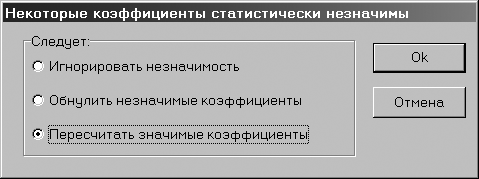 Некоторые коэффициенты статистически незначимы
Следует:
Игнорировать незначимость
Обнулить незначимые коэффициенты
Пересчитать значимые коэффициенты
Ok
Отмена